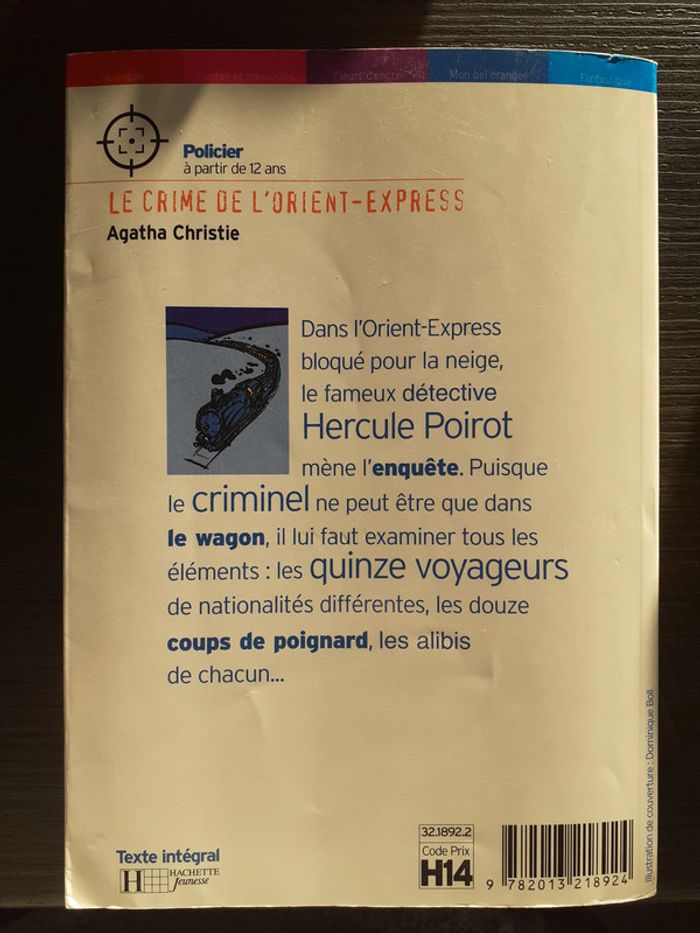 Aventure
Contes et merveilles
Fleurs d'encre
Mon bel oranger
Fantastique
Policier
à partir de 12 ans
LE CRIME DE L'ORIENT-EXPRESS
Agatha Christie
Dans l'Orient-Express
bloqué pour la neige,
le fameux détective
Hercule Poirot
mène l'enquête. Puisque
le criminel ne peut être que dans
le wagon, il lui faut examiner tous les
éléments : les quinze voyageurs
de nationalités différentes, les douze
coups de poignard, les alibis
de chacun...
Illustration de couverture : Dominique Boll
Texte intégral
H HACHETTE
Jeunesse
32.1892.2
Code Prix
H14
9 782013 218924